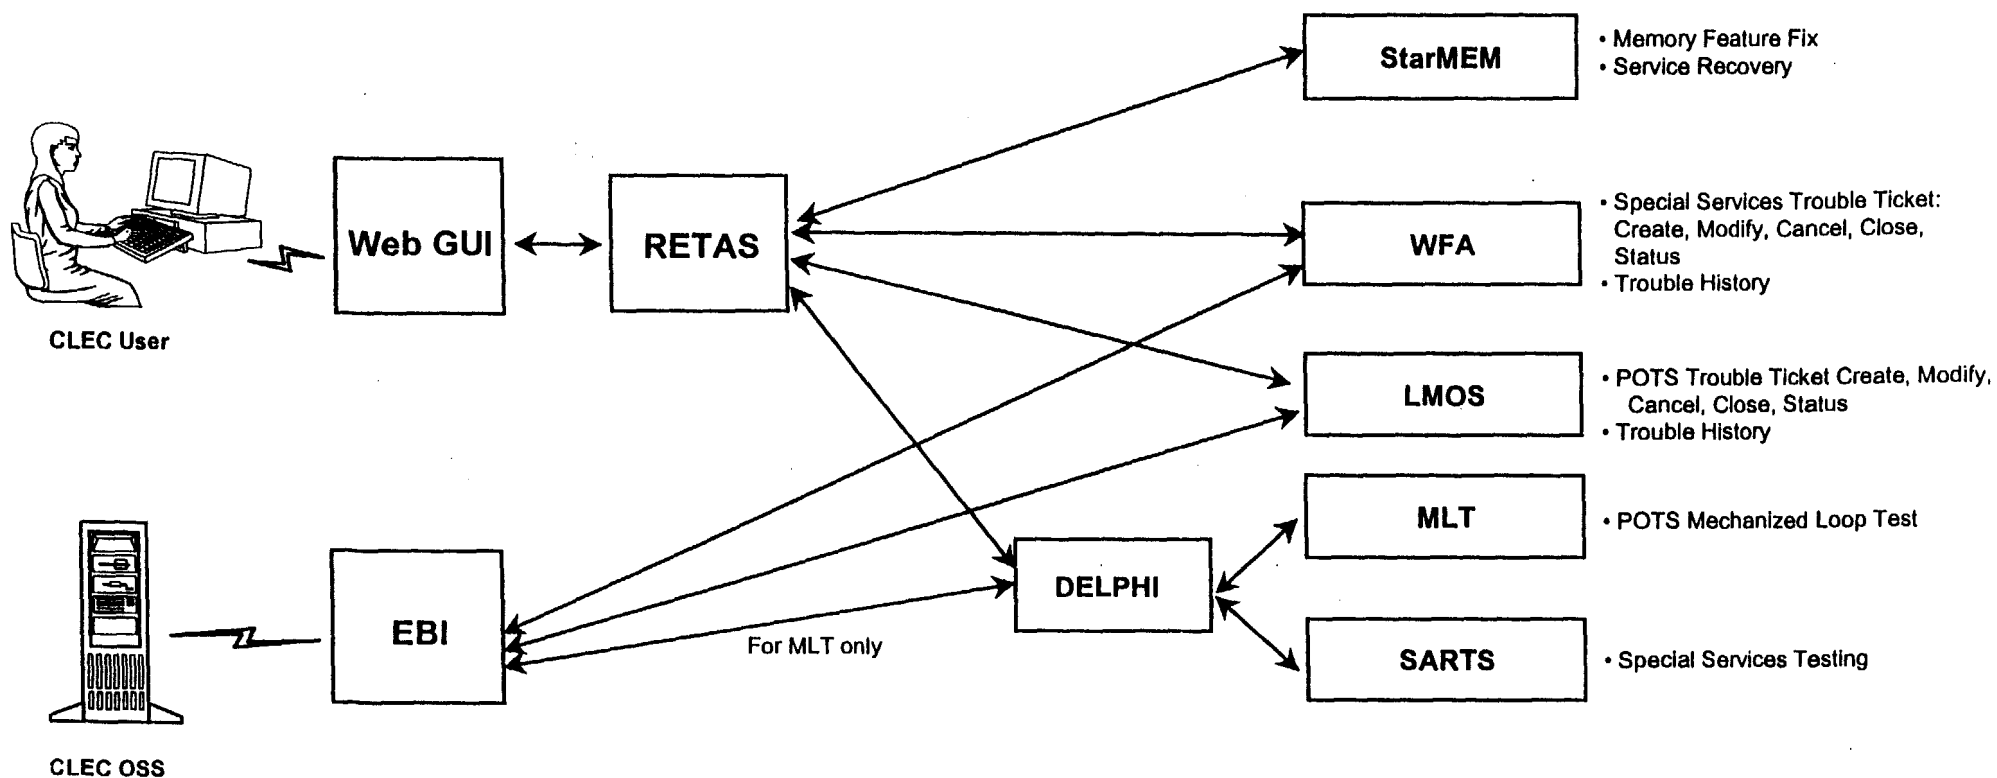 StarMEM
• Memory Feature Fix
• Service Recovery
Web GUI
RETAS
WFA
• Special Services Trouble Ticket:
Create, Modify, Cancel, Close,
Status
• Trouble History
CLEC User
LMOS
• POTS Trouble Ticket Create, Modify,
Cancel, Close, Status
• Trouble History
MLT
• POTS Mechanized Loop Test
DELPHI
EBI
For MLT only
SARTS
• Special Services Testing
CLEC OSS